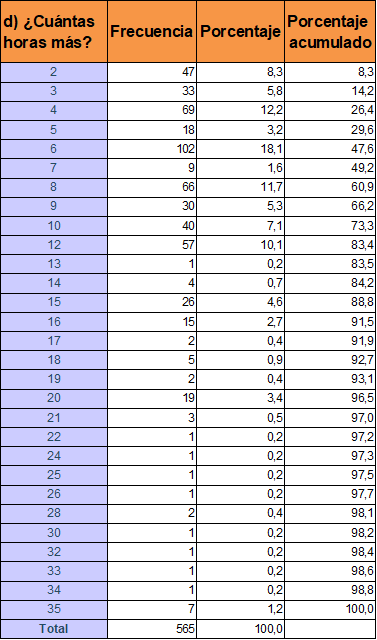 d) ¿Cuántas horas más? Frecuencia Porcentaje Porcentaje acumulado
2 47 8,3 8,3
3 33 5,8 14,2
4 69 12,2 26,4
5 18 3,2 29,6
6 102 18,1 47,6
7 9 1,6 49,2
8 66 11,7 60,9
9 30 5,3 66,2
10 40 7,1 73,3
12 57 10,1 83,4
13 1 0,2 83,5
14 4 0,7 84,2
15 26 4,6 88,8
16 15 2,7 91,5
17 2 0,4 91,9
18 5 0,9 92,7
19 2 0,4 93,1
20 19 3,4 96,5
21 3 0,5 97,0
22 1 0,2 97,2
24 1 0,2 97,3
25 1 0,2 97,5
26 1 0,2 97,7
28 2 0,4 98,1
30 1 0,2 98,2
32 1 0,2 98,4
33 1 0,2 98,6
34 1 0,2 98,8
35 7 1,2 100,0
Total 565 100,0